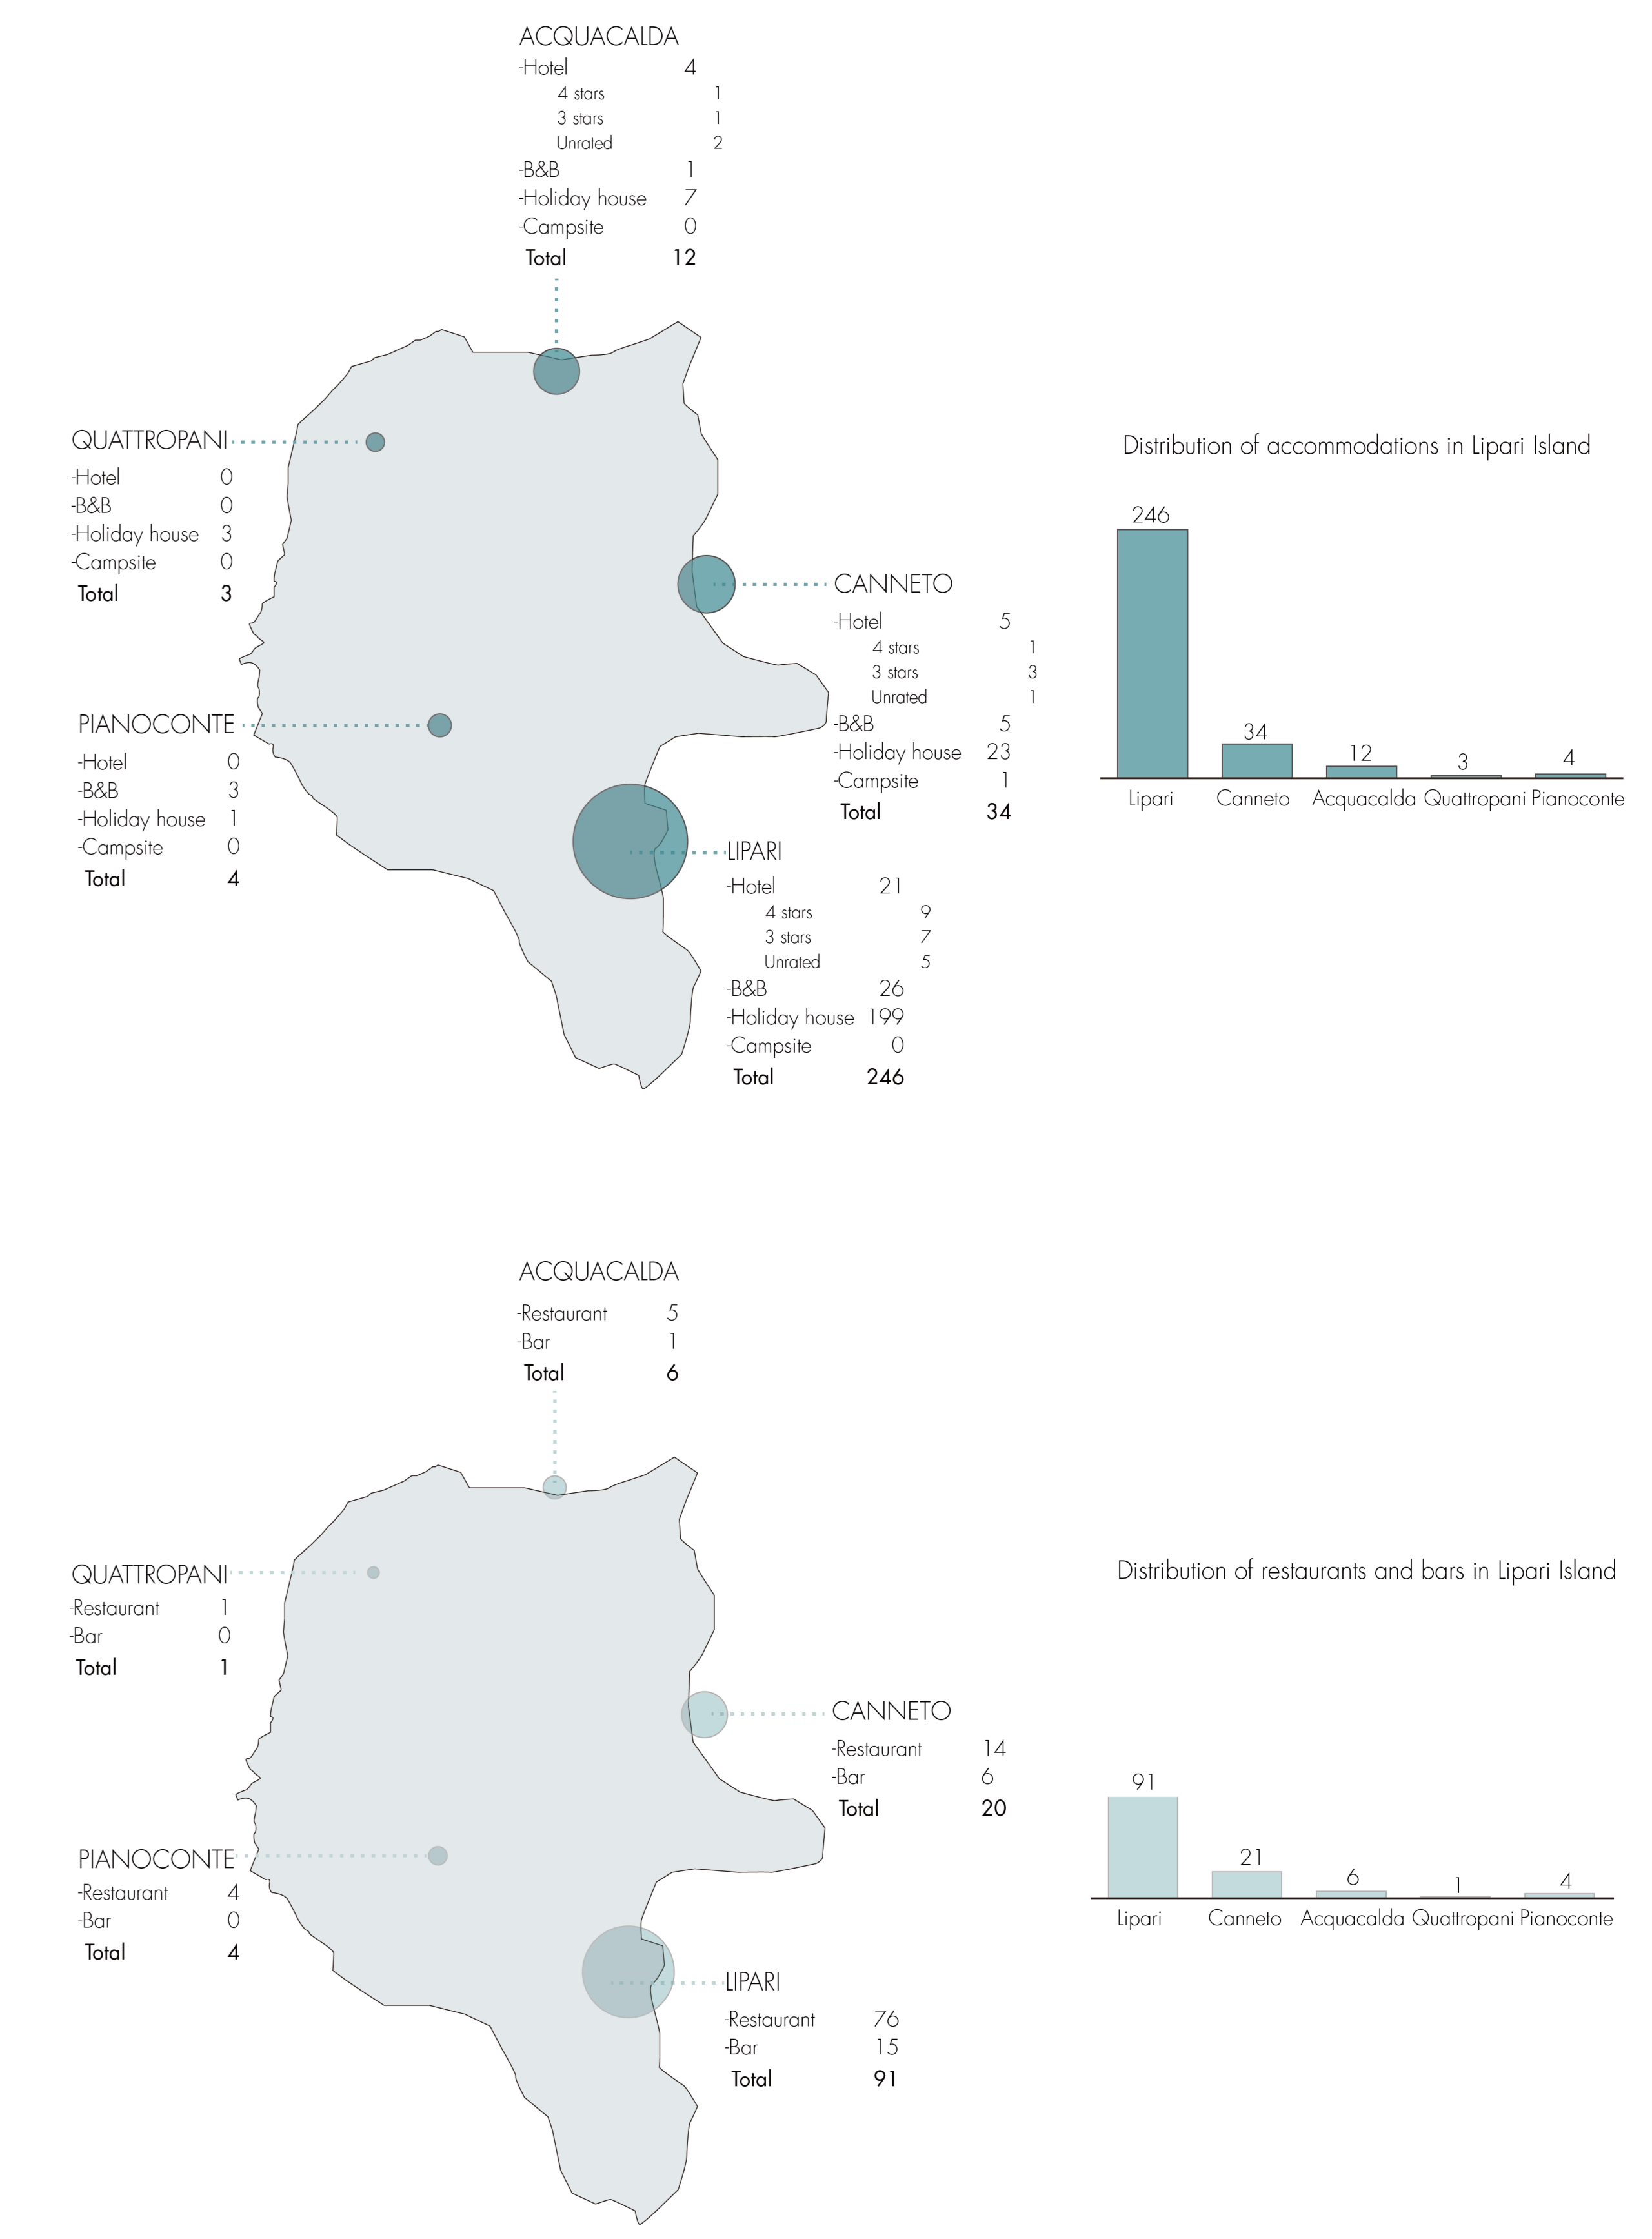 ACQUACALDA
-Hotel 4
4 stars 1
3 stars 1
Unrated 2
-B&B 1
-Holiday house 7
-Campsite 0
Total 12
QUATTROPANI
-Hotel 0
-B&B 0
-Holiday house 3
-Campsite 0
Total 3
PIANOCONTE
-Hotel 0
-B&B 3
-Holiday house 1
-Campsite 0
Total 4
CANNETO
-Hotel 5
4 stars 1
3 stars 3
Unrated 1
-B&B 5
-Holiday house 23
-Campsite 1
Total 34
LIPARI
-Hotel 21
4 stars 9
3 stars 7
Unrated 5
-B&B 26
-Holiday house 199
-Campsite 0
Total 246
Distribution of accommodations in Lipari Island
246 34 12 3 4
Lipari Canneto Acquacalda Quattropani Pianoconte
ACQUACALDA
-Restaurant 5
-Bar 1
Total 6
QUATTROPANI
-Restaurant 1
-Bar 0
Total 1
PIANOCONTE
-Restaurant 4
-Bar 0
Total 4
CANNETO
-Restaurant 14
-Bar 6
Total 20
LIPARI
-Restaurant 76
-Bar 15
Total 91
Distribution of restaurants and bars in Lipari Island
91 21 6 1 4
Lipari Canneto Acquacalda Quattropani Pianoconte